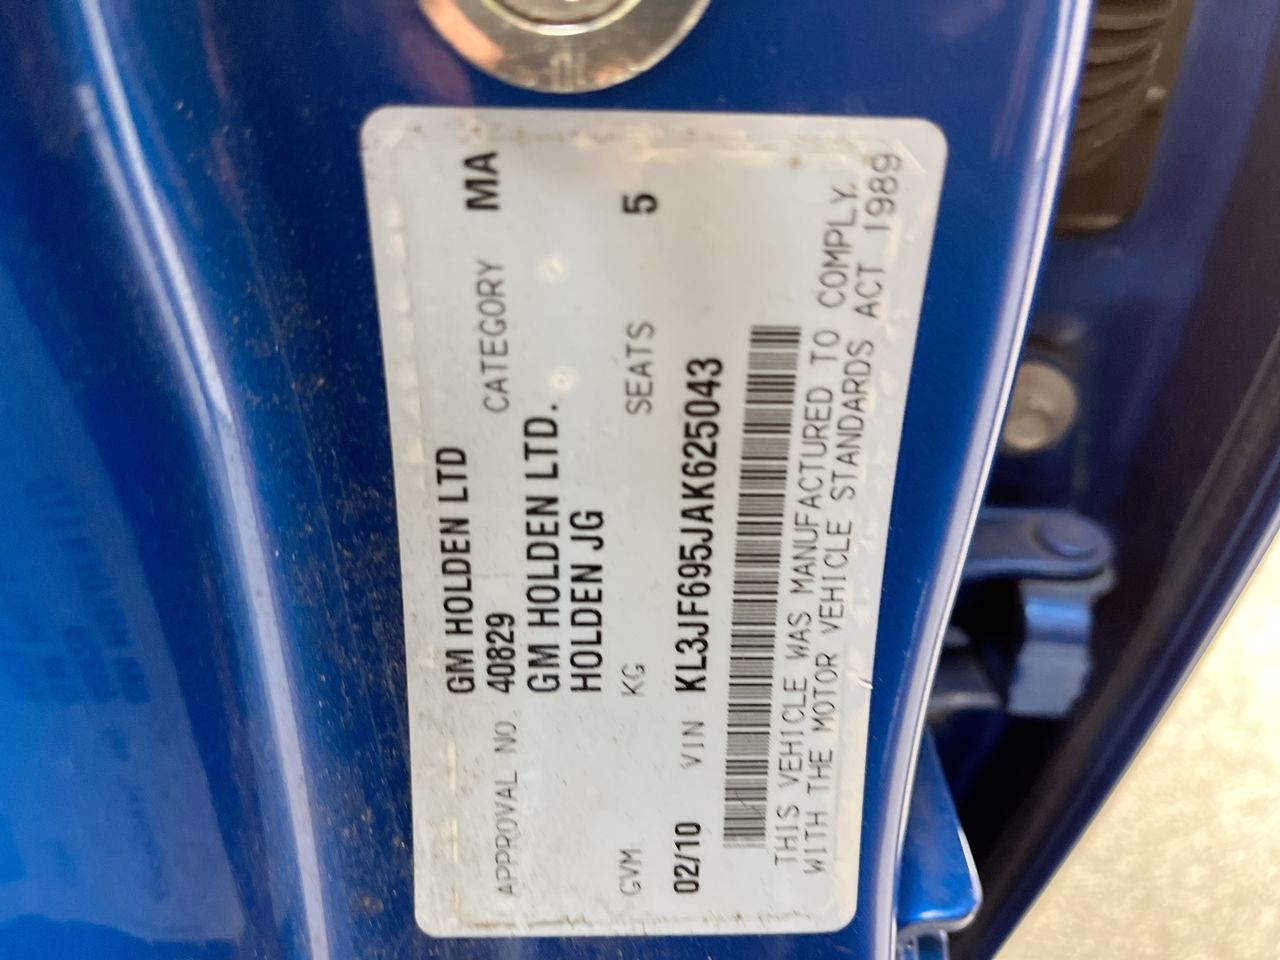 GM HOLDEN LTD
APPROVAL NO. 40829 CATEGORY MA
GM HOLDEN LTD.
HOLDEN JG
GVM KG SEATS 5
02/10 VIN KL3JF695JAK625043
THIS VEHICLE WAS MANUFACTURED TO COMPLY.
WITH THE MOTOR VEHICLE STANDARDS ACT 1989